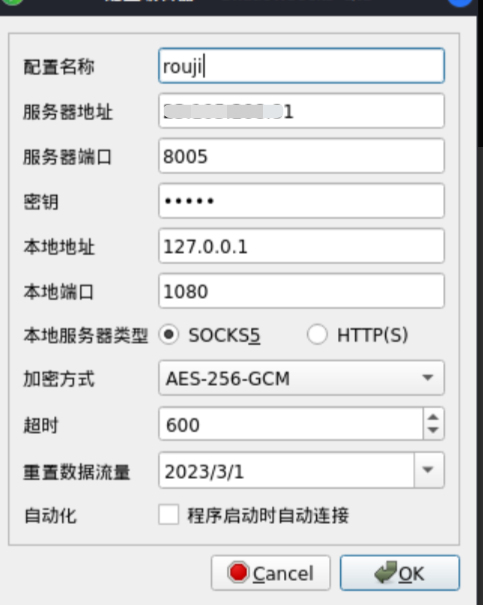 配置名称 rouji
服务器地址 1
服务器端口 8005
密钥 •••••
本地地址 127.0.0.1
本地端口 1080
本地服务器类型 SOCKS5 HTTP(S)
加密方式 AES-256-GCM
超时 600
重置数据流量 2023/3/1
自动化 程序启动时自动连接
Cancel OK